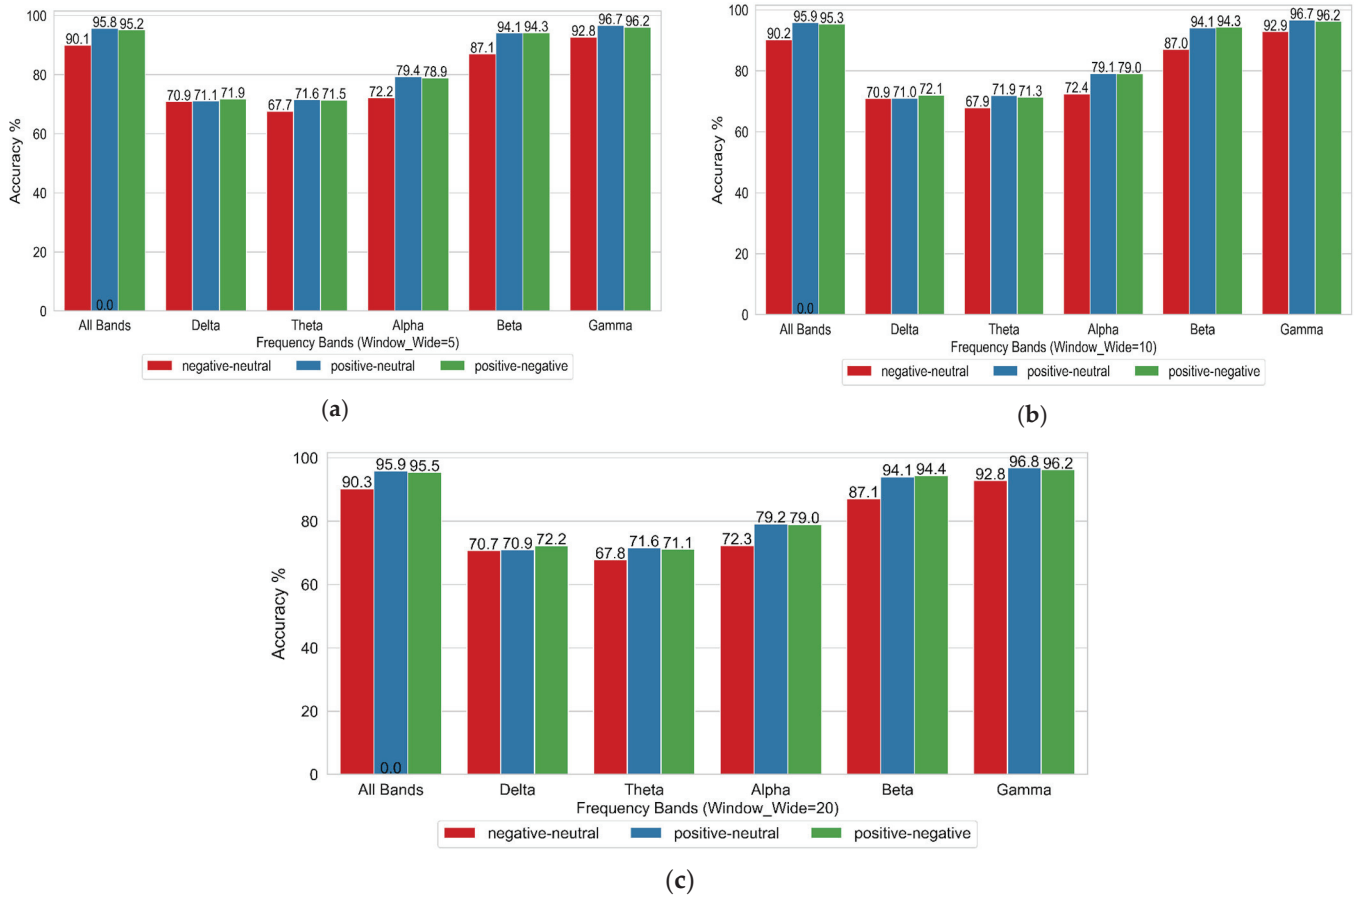 95.8
95.2
90.1
70.9
71.1
71.9
67.7
71.6
71.5
72.2
79.4
78.9
87.1
94.1
94.3
92.8
96.7
96.2
100
80
60
40
20
0
Accuracy %
0.0
All Bands
Delta
Theta
Alpha
Beta
Gamma
Frequency Bands (Window_Wide=5)
negative-neutral
positive-neutral
positive-negative
(a)
90.2
95.9
95.3
70.9
71.0
72.1
67.9
71.9
71.3
72.4
79.1
79.0
87.0
94.1
94.3
92.9
96.7
96.2
100
80
60
40
20
0
Accuracy %
0.0
All Bands
Delta
Theta
Alpha
Beta
Gamma
Frequency Bands (Window_Wide=10)
negative-neutral
positive-neutral
positive-negative
(b)
90.3
95.9
95.5
70.7
70.9
72.2
67.8
71.6
71.1
72.3
79.2
79.0
87.1
94.1
94.4
92.8
96.8
96.2
100
80
60
40
20
0
Accuracy %
0.0
All Bands
Delta
Theta
Alpha
Beta
Gamma
Frequency Bands (Window_Wide=20)
negative-neutral
positive-neutral
positive-negative
(c)